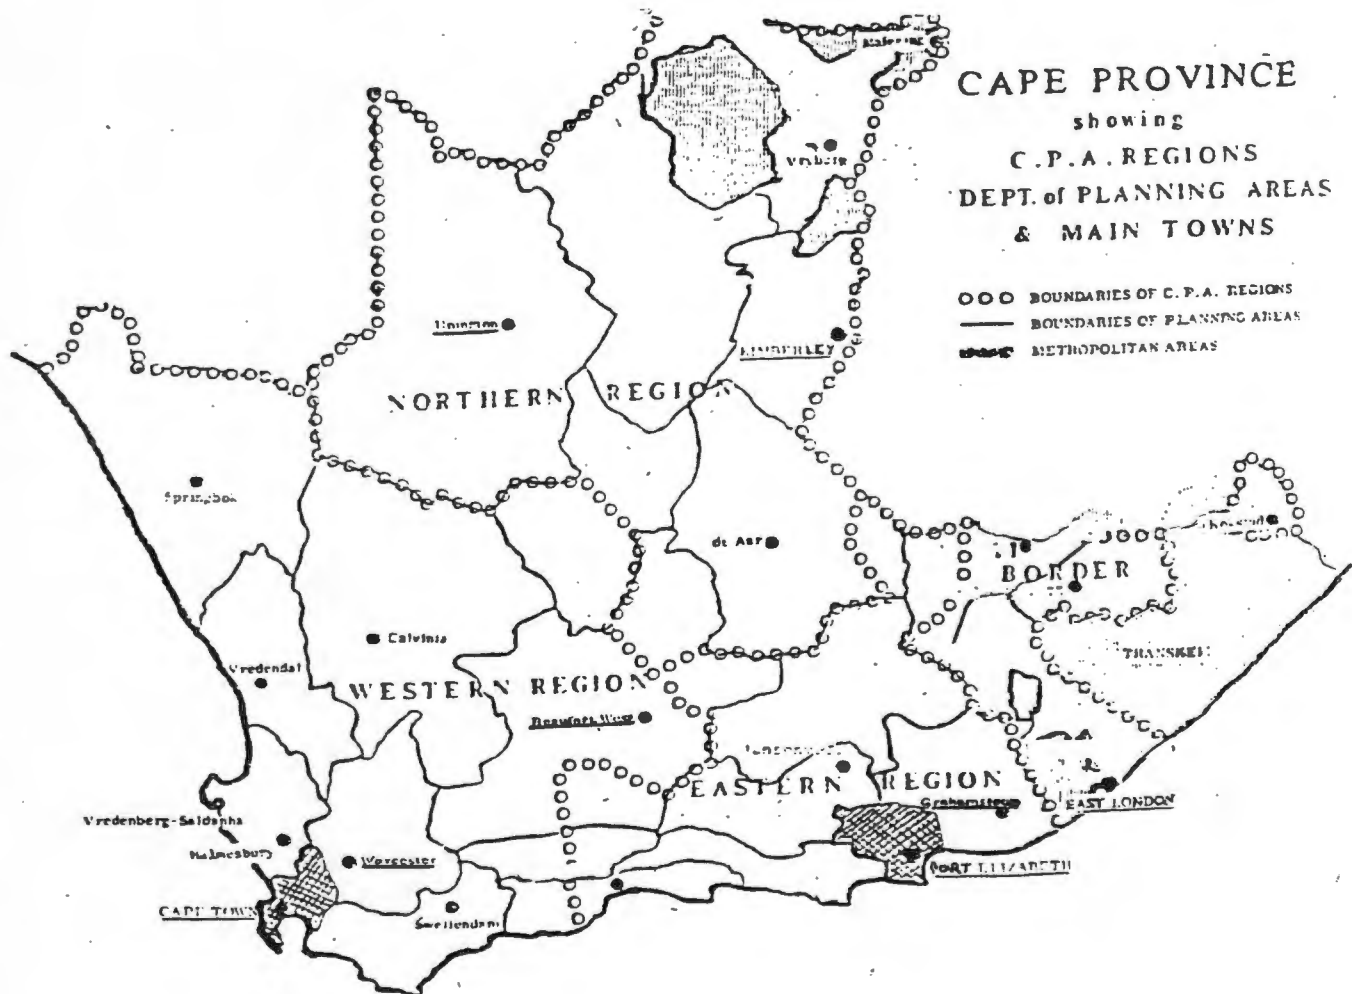 CAPE PROVINCE
showing
C.P.A. REGIONS
DEPT. of PLANNING AREAS
& MAIN TOWNS
BOUNDARIES OF C.P.A. REGIONS
BOUNDARIES OF PLANNING AREAS
METROPOLITAN AREAS
Mafeking
Vryburg
KIMBERLEY
NORTHERN REGION
Springbok
de Aar
BORDER
Calvinia
TRANSKEI
Vredendal
WESTERN REGION
Beaufort West
EASTERN REGION
Grahamstown
EAST LONDON
Vredenberg-Saldanha
Malmesbury
Worcester
PORT ELIZABETH
CAPE TOWN
Swellendam